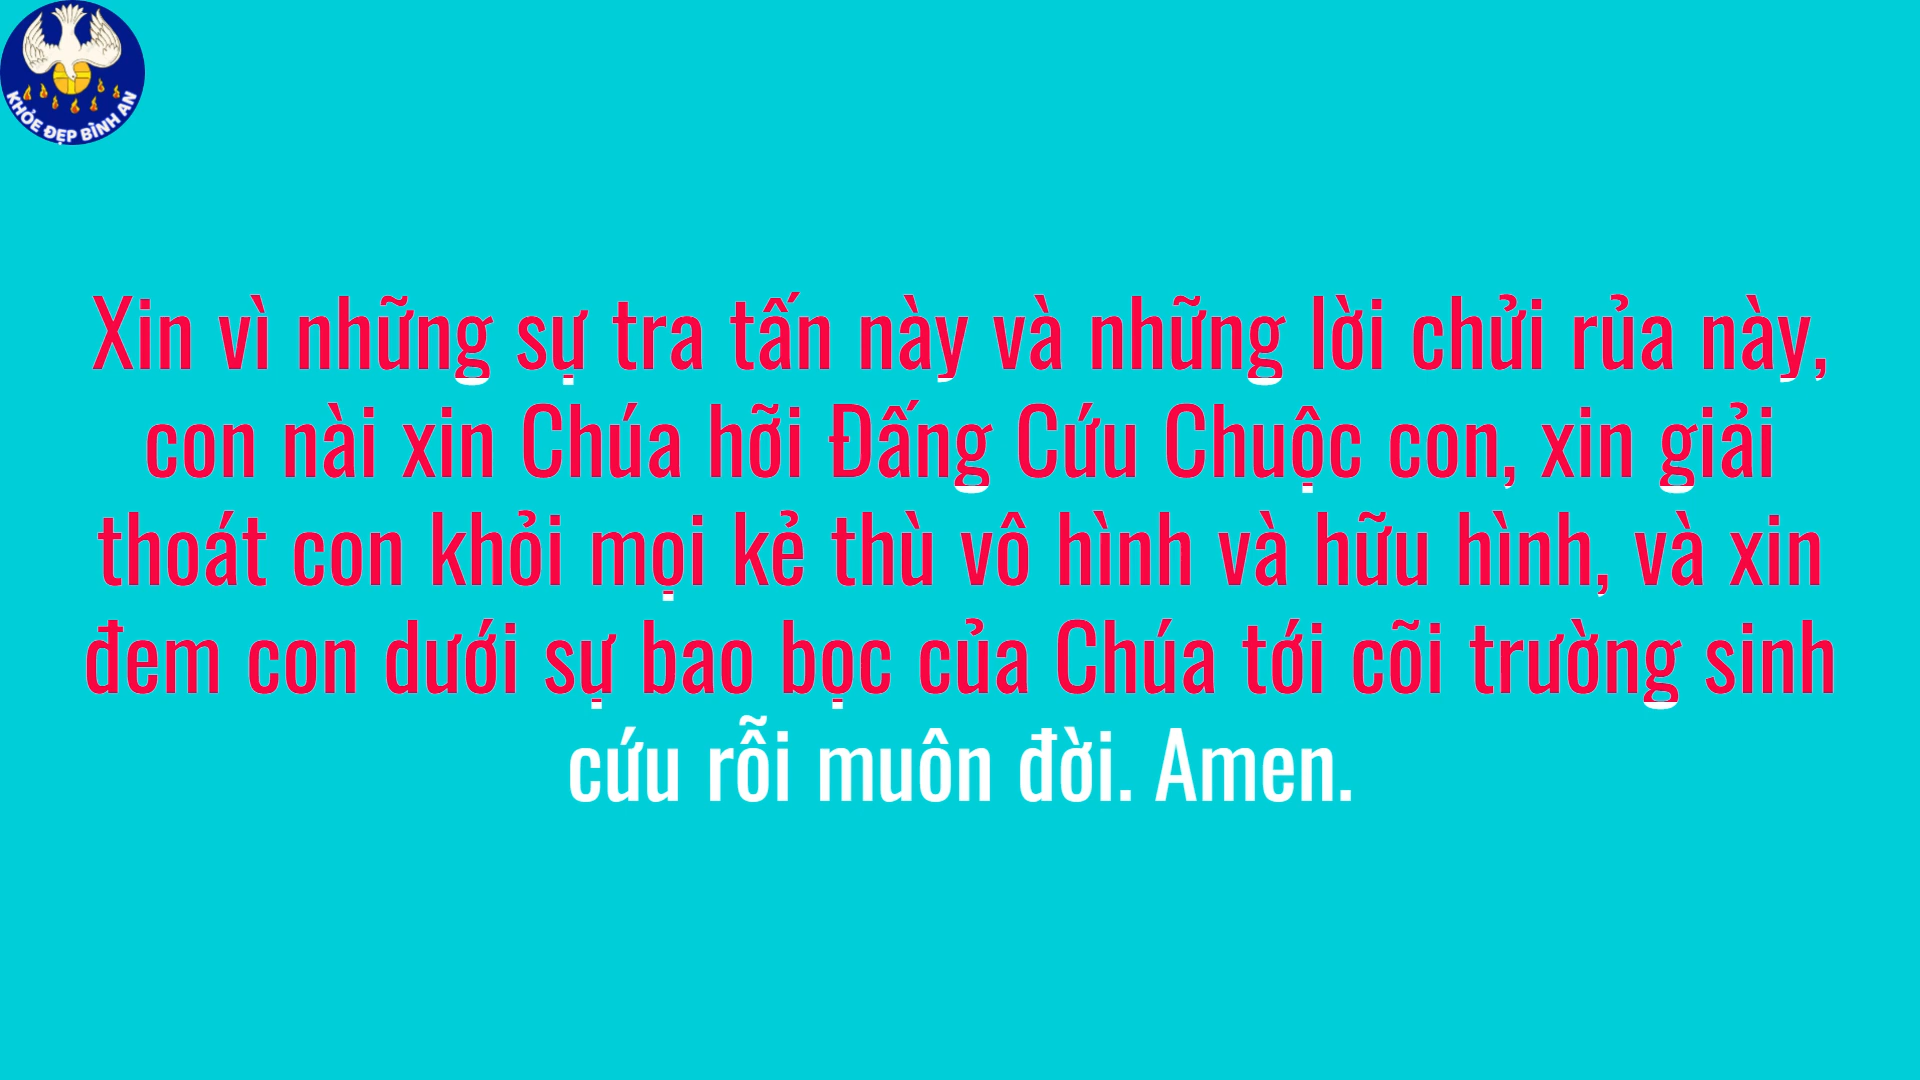 KHỎE ĐẸP BÌNH AN
Xin vì những sự tra tấn này và những lời chửi rủa này,
con nài xin Chúa hỡi Đấng Cứu Chuộc con, xin giải
thoát con khỏi mọi kẻ thù vô hình và hữu hình, và xin
đem con dưới sự bao bọc của Chúa tới cõi trường sinh
cứu rỗi muôn đời. Amen.